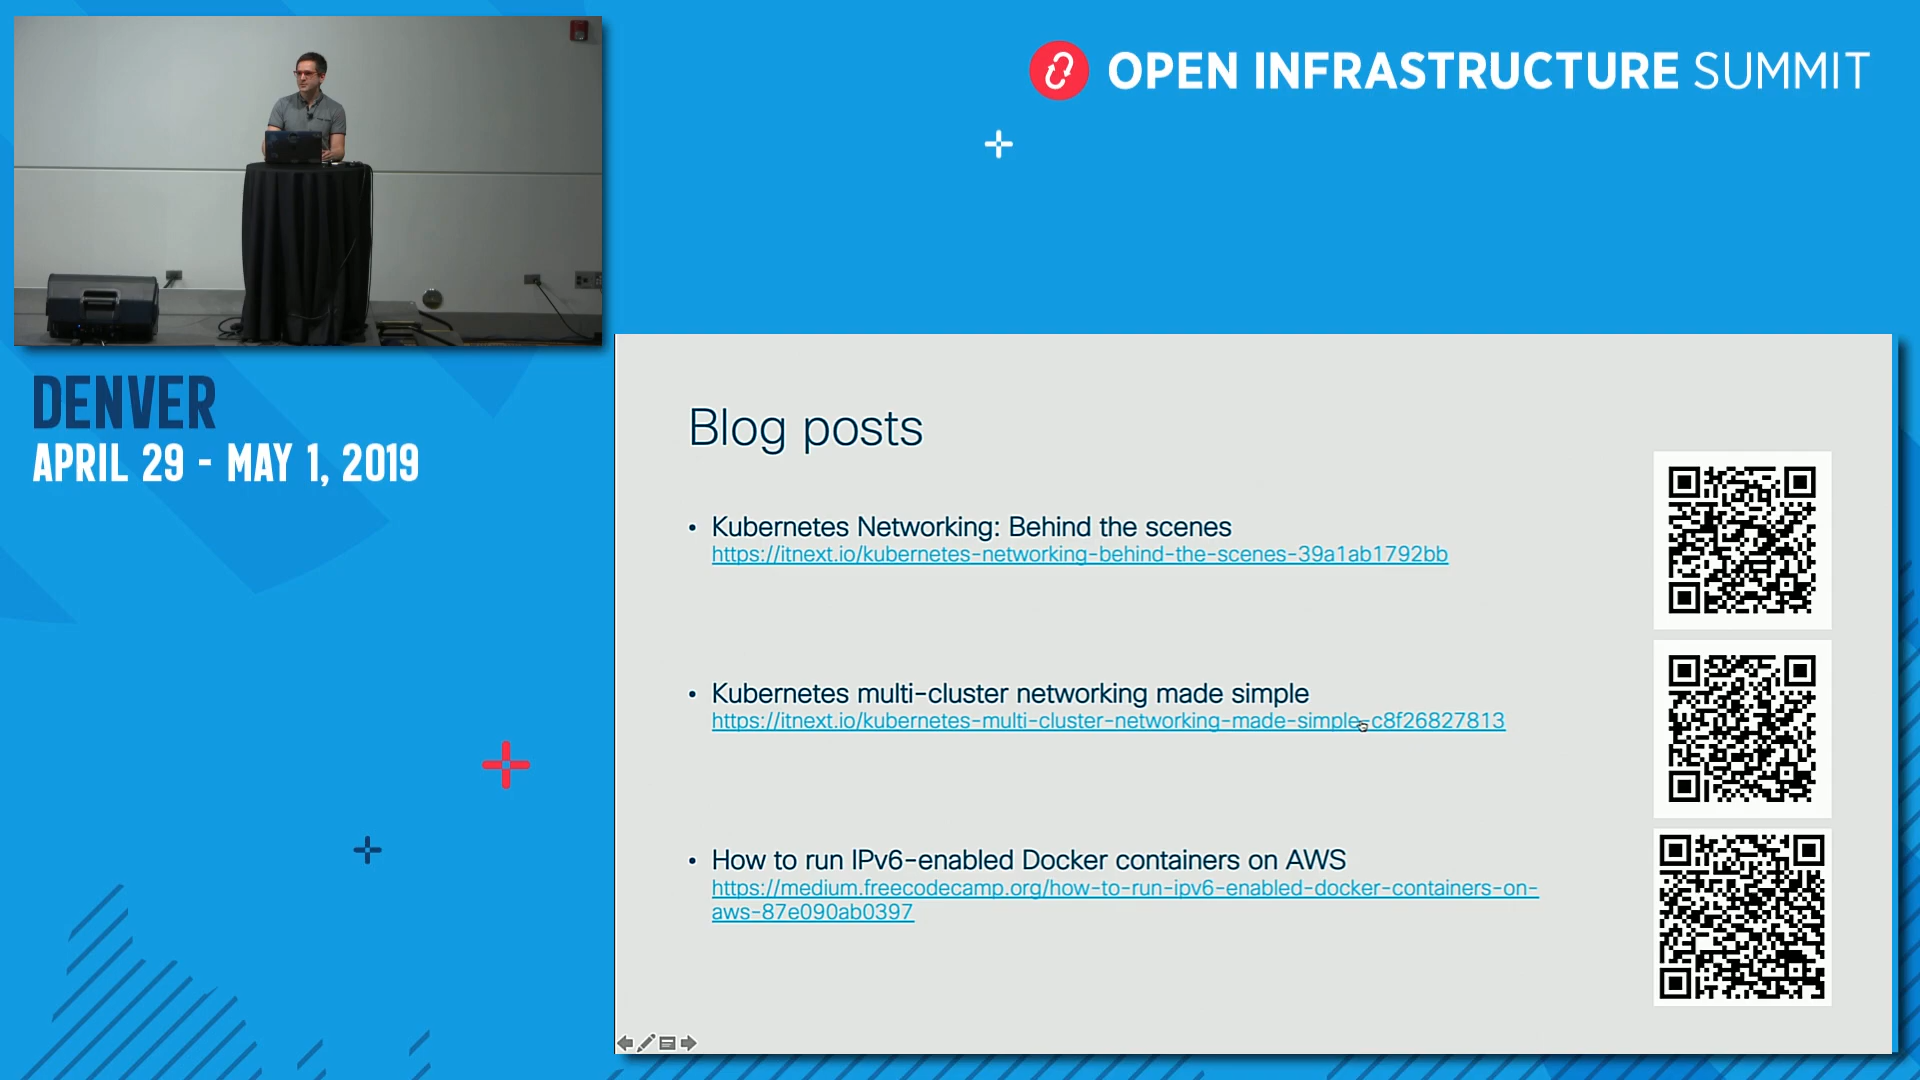 OPEN INFRASTRUCTURE SUMMIT
DENVER
APRIL 29 - MAY 1, 2019
Blog posts
• Kubernetes Networking: Behind the scenes
https://itnext.io/kubernetes-networking-behind-the-scenes-39a1ab1792bb
• Kubernetes multi-cluster networking made simple
https://itnext.io/kubernetes-multi-cluster-networking-made-simple-c8f26827813
• How to run IPv6-enabled Docker containers on AWS
https://medium.freecodecamp.org/how-to-run-ipv6-enabled-docker-containers-on-
aws-87e090ab0397